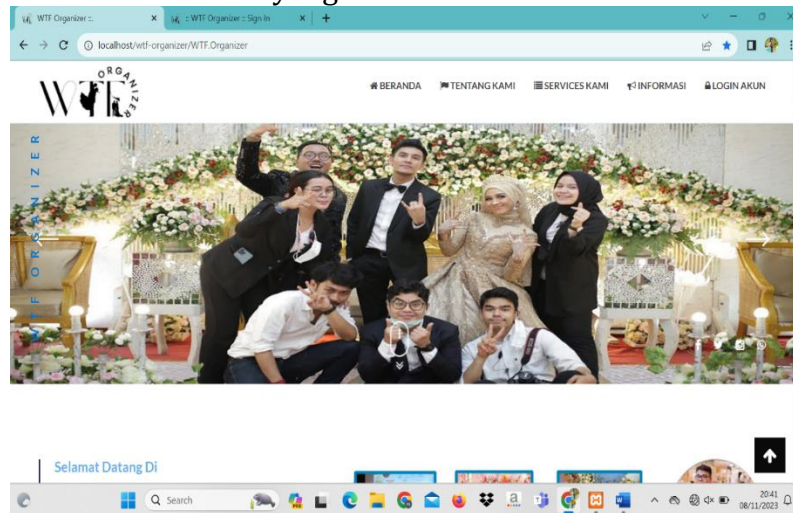 WTF Organizer ::.
:: WTF Organizer :: Sign In
localhost/wtf-organizer/WTF.Organizer
WTF ORGANIZER
BERANDA
TENTANG KAMI
SERVICES KAMI
INFORMASI
LOGIN AKUN
WTF ORGANIZER
Selamat Datang Di
Search
20:41
08/11/2023